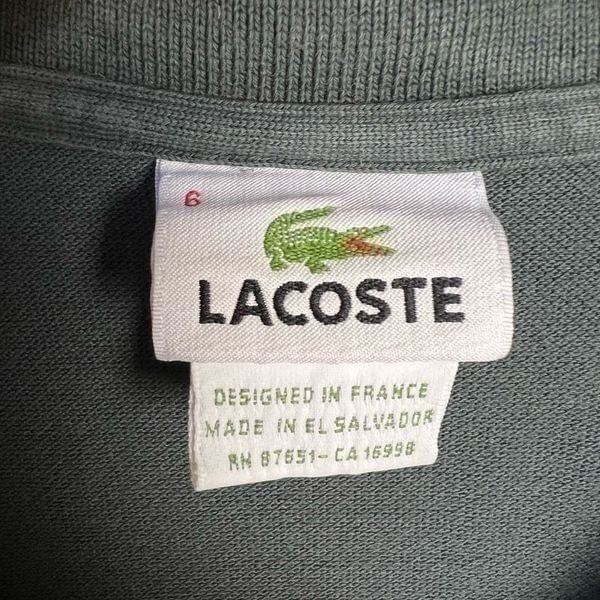 6
LACOSTE
DESIGNED IN FRANCE
MADE IN EL SALVADOR
RN 87651-CA 16998